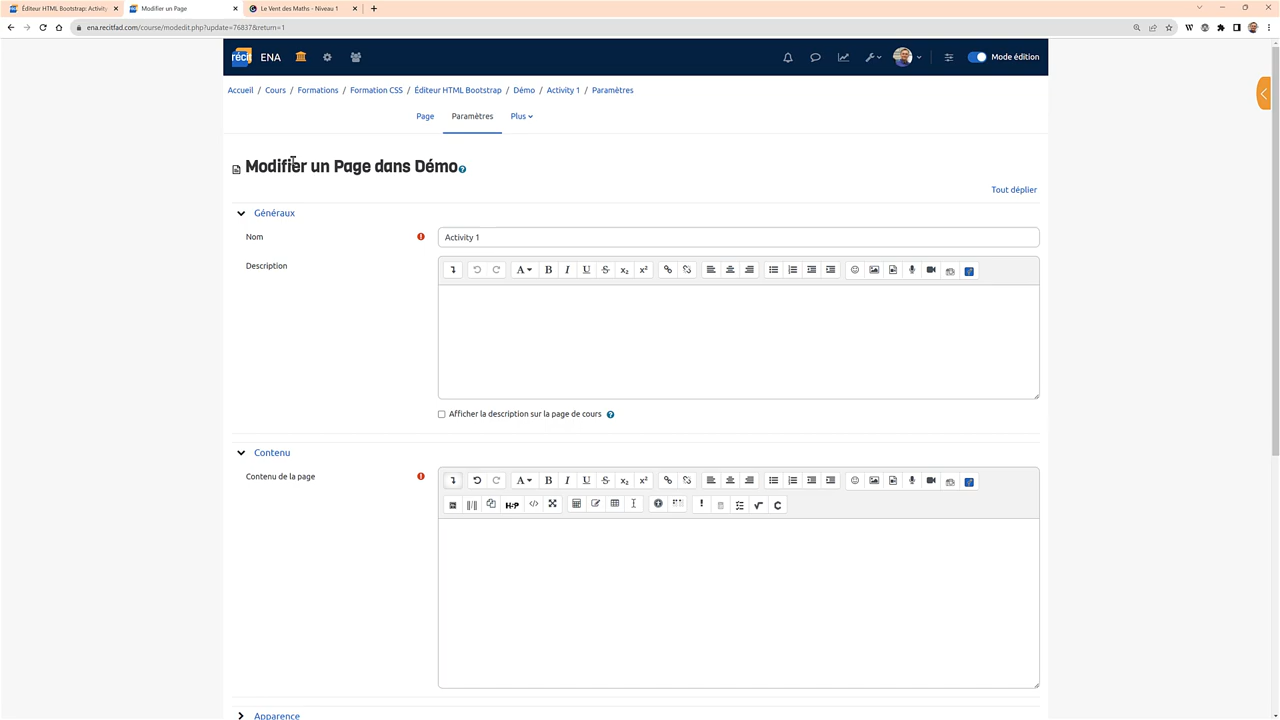 Éditeur HTML Bootstrap: Activity
Modifier un Page
Le Vent des Maths - Niveau 1
ena.recitfad.com/course/modedit.php?update=76837&return=1
récit ENA Mode édition
Accueil / Cours / Formations / Formation CSS / Éditeur HTML Bootstrap / Démo / Activity 1 / Paramètres
Page Paramètres Plus
Modifier un Page dans Démo
Tout déplier
Généraux
Nom
Activity 1
Description
Afficher la description sur la page de cours
Contenu
Contenu de la page
H-P
Apparence